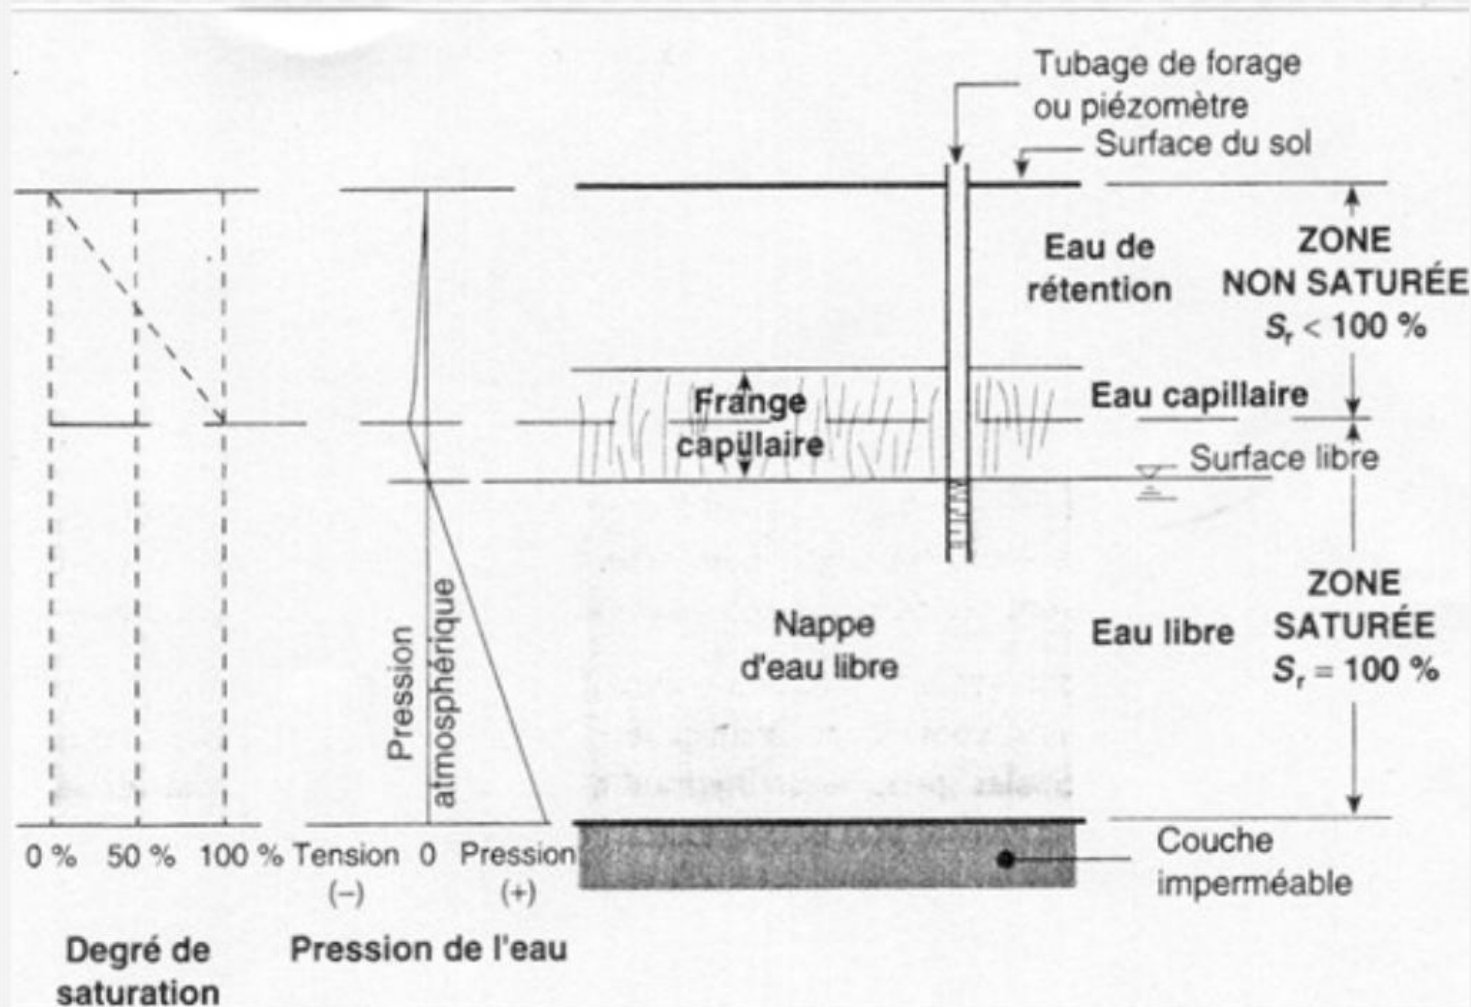 Tubage de forage
ou piézomètre
Surface du sol
Eau de
rétention
ZONE
NON SATURÉE
Sr < 100 %
Frange
capillaire
Eau capillaire
Surface libre
Pression
atmosphérique
Nappe
d'eau libre
Eau libre
ZONE
SATURÉE
Sr = 100 %
0 % 50 % 100 %
Tension 0 Pression
(–) (+)
Couche
imperméable
Degré de
saturation
Pression de l'eau